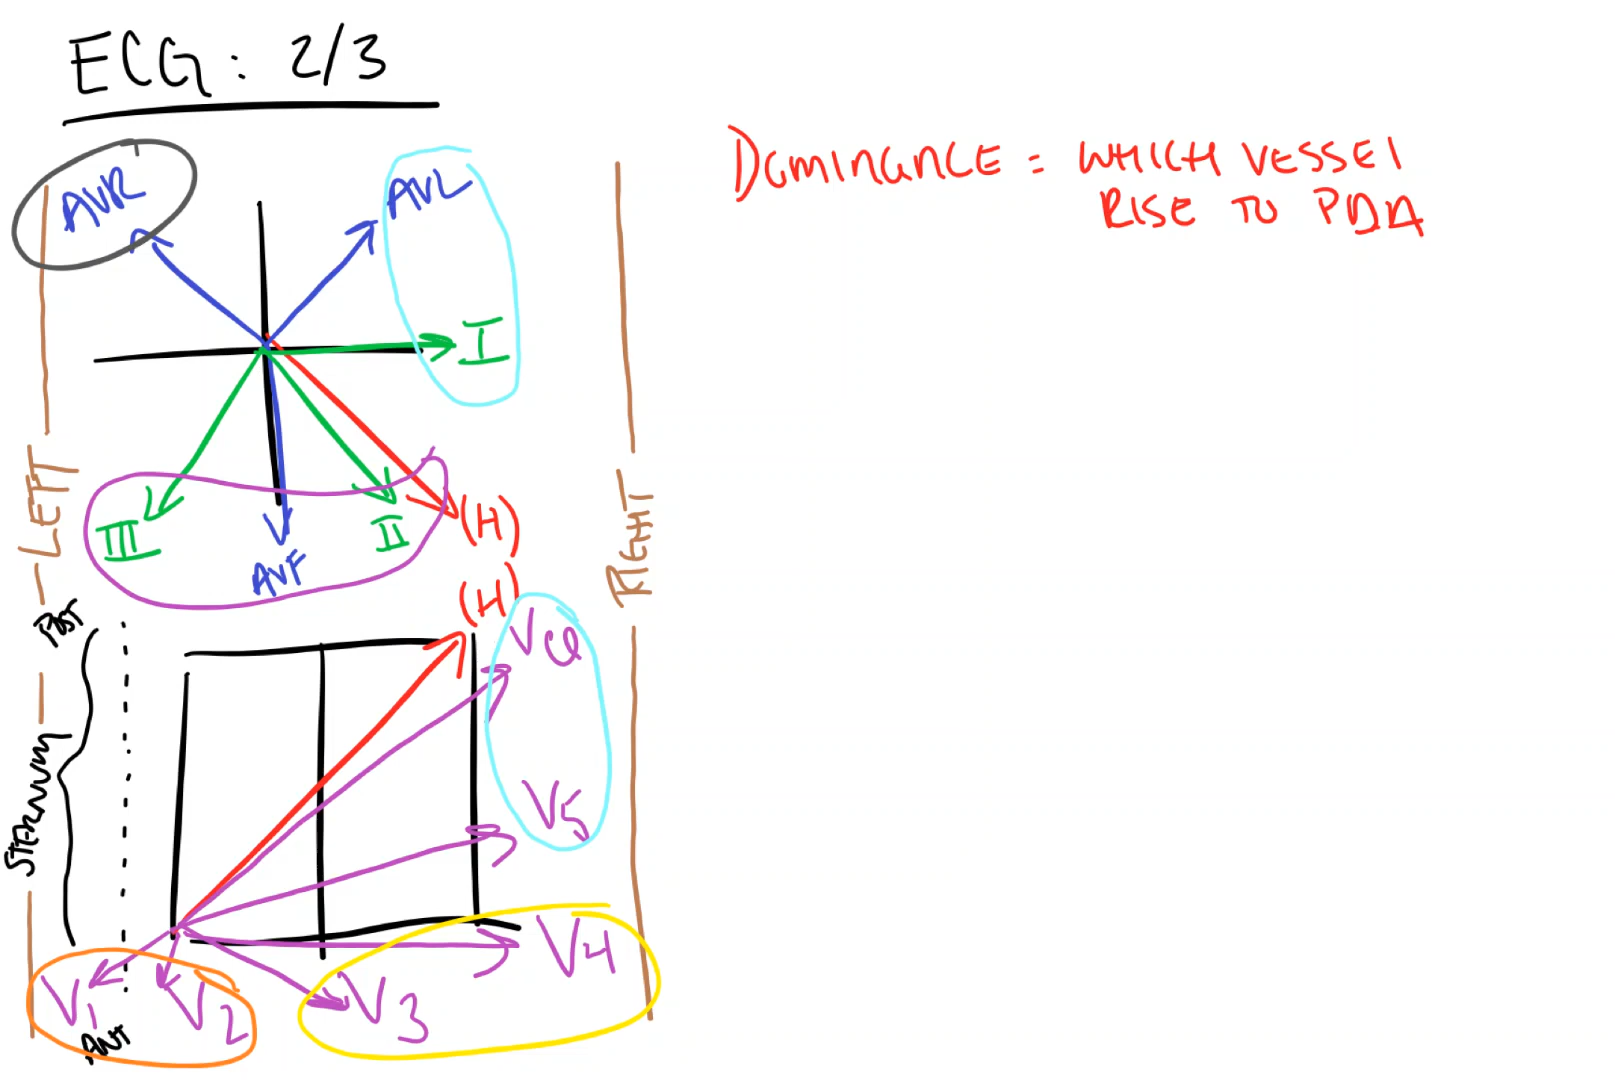 ECG: 2/3
DOMINANCE = WHICH VESSEL
RISE TO PDA
AVR
AVL
I
LEFT
RIGHT
III
II
AVF
(H)
(H)
POST
V6
STERNUM
V5
V4
V1
V2
V3
ANT